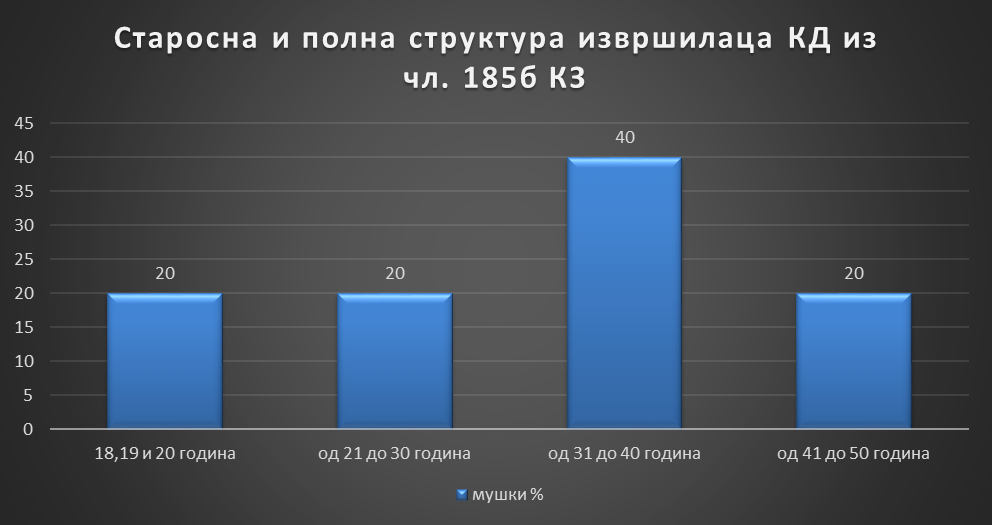 Старосна и полна структура извршилаца КД из
чл. 185б КЗ
45
40
35
30
25
20
15
10
5
0
20
20
40
20
18,19 и 20 година
од 21 до 30 година
од 31 до 40 година
од 41 до 50 година
мушки %